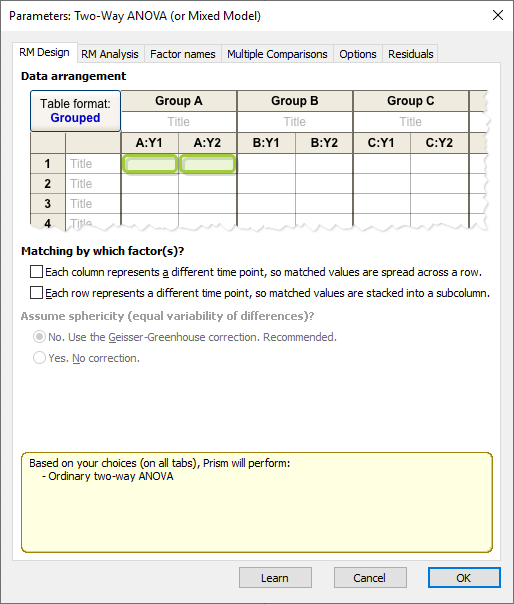 Parameters: Two-Way ANOVA (or Mixed Model)
RM Design RM Analysis Factor names Multiple Comparisons Options Residuals
Data arrangement
Table format: Grouped
Group A Group B Group C
Title Title Title
A:Y1 A:Y2 B:Y1 B:Y2 C:Y1 C:Y2
1 Title
2 Title
3 Title
4 Title
Matching by which factor(s)?
Each column represents a different time point, so matched values are spread across a row.
Each row represents a different time point, so matched values are stacked into a subcolumn.
Assume sphericity (equal variability of differences)?
No. Use the Geisser-Greenhouse correction. Recommended.
Yes. No correction.
Based on your choices (on all tabs), Prism will perform:
- Ordinary two-way ANOVA
Learn Cancel OK